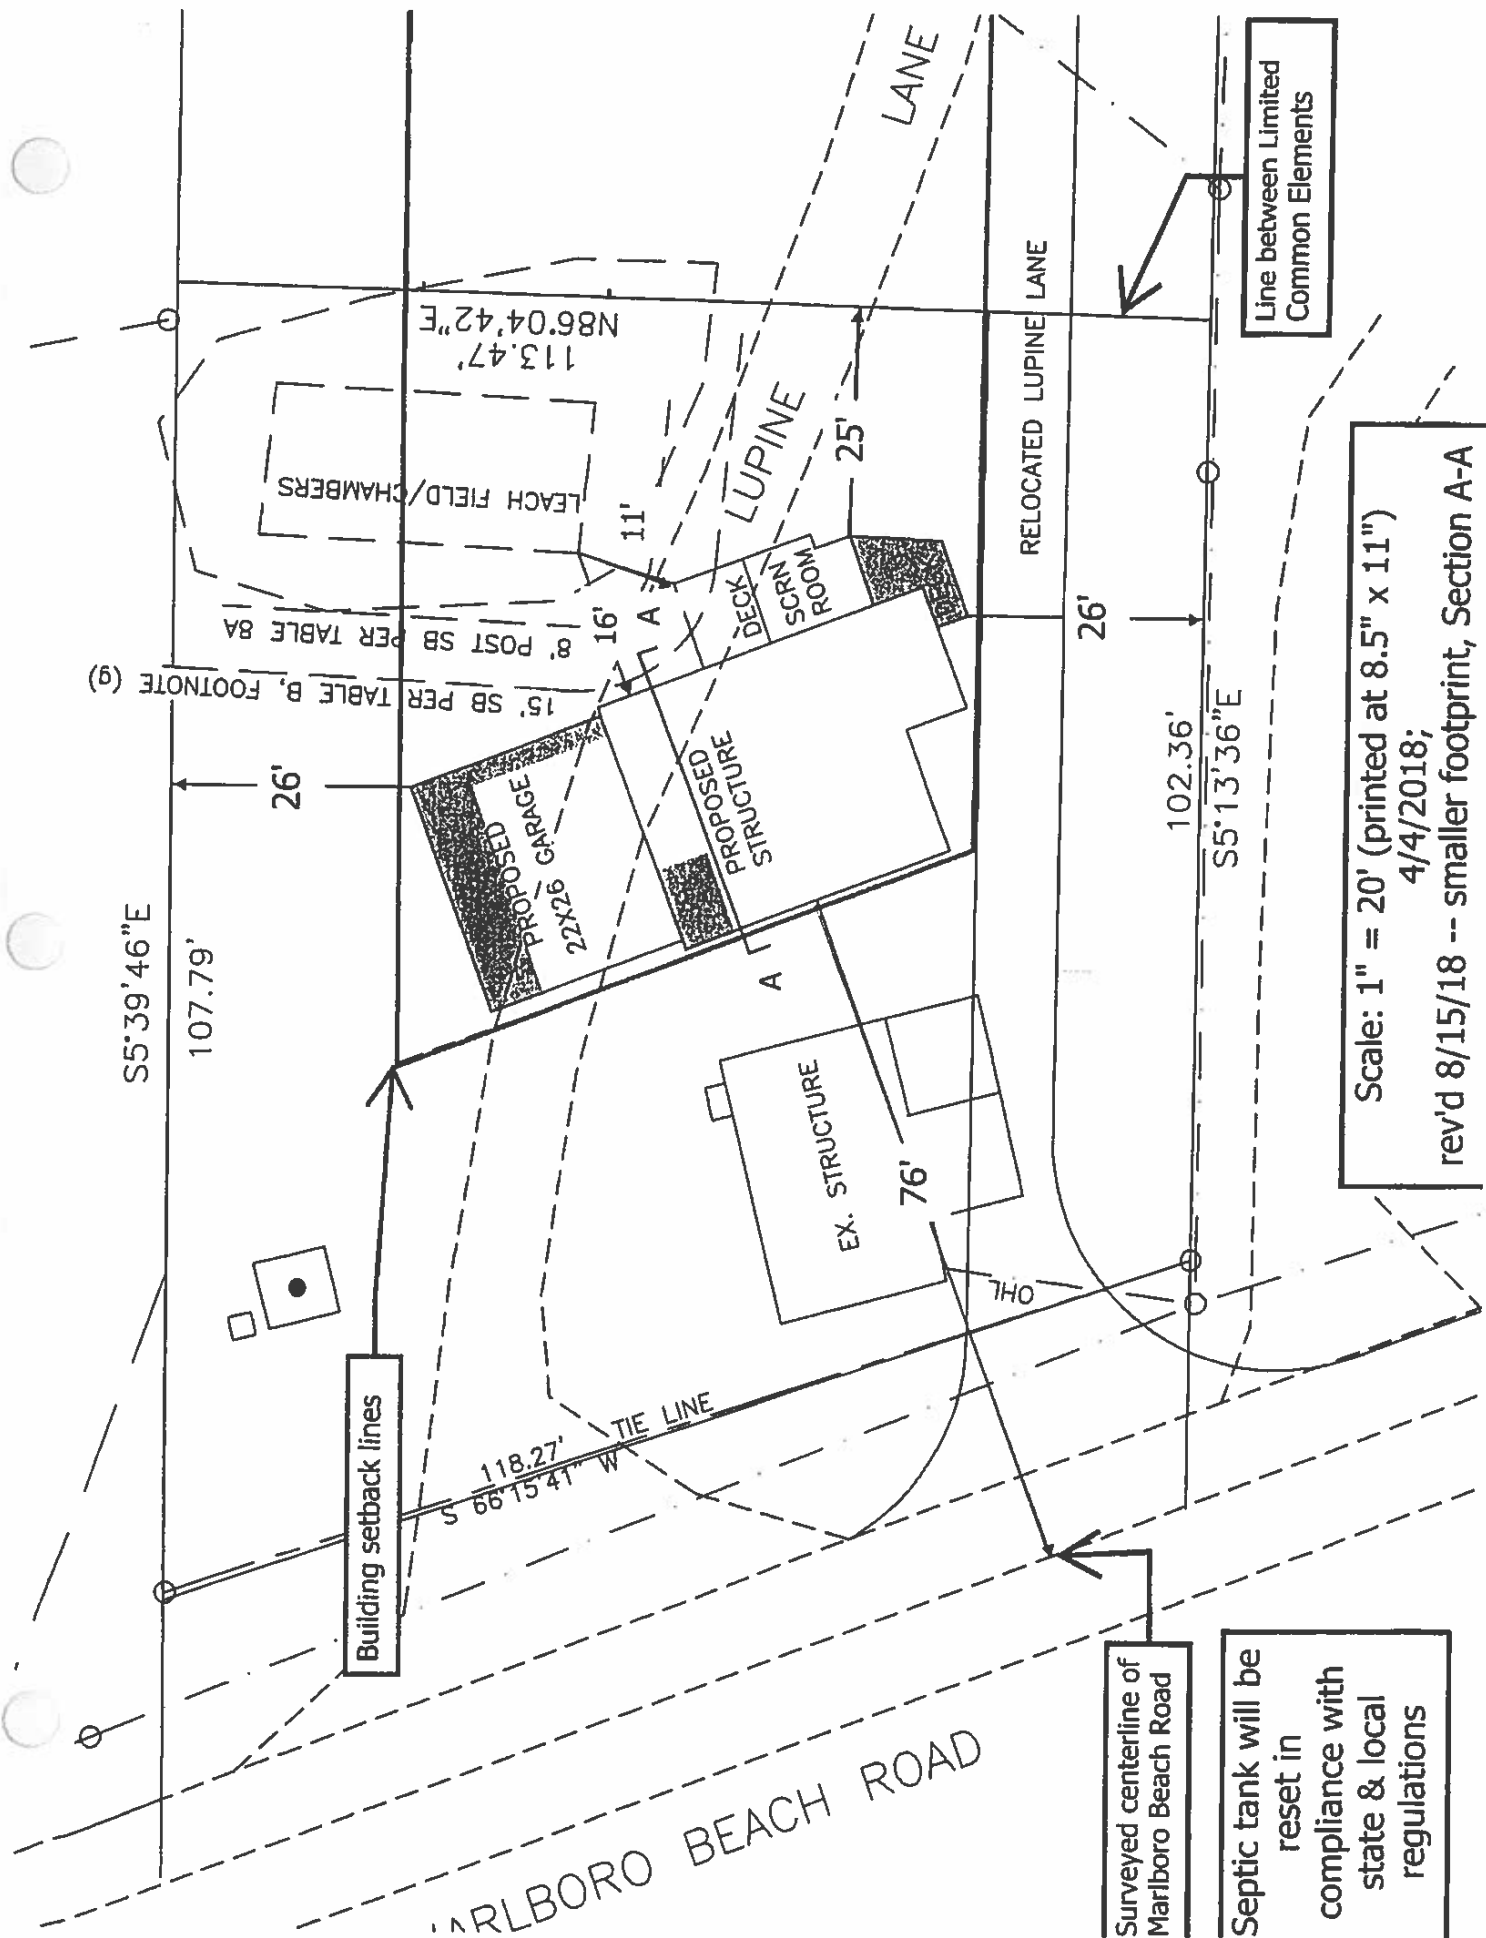 S5°39'46"E
107.79'
26'
15' SB PER TABLE B, FOOTNOTE (g)
8' POST SB PER TABLE 8A
LEACH FIELD/CHAMBERS
113.47'
N86°04'42"E
16'
11'
A
A
PROPOSED
22X26 GARAGE
PROPOSED
STRUCTURE
DECK
SCRN
ROOM
DECK
25'
LUPINE
LANE
RELOCATED LUPINE LANE
26'
102.36'
S5°13'36"E
Line between Limited
Common Elements
Building setback lines
EX. STRUCTURE
76'
OHL
118.27'
TIE LINE
S 66°15'41" W
ARLBORO BEACH ROAD
Surveyed centerline of
Marlboro Beach Road
Septic tank will be
reset in
compliance with
state & local
regulations
Scale: 1" = 20' (printed at 8.5" x 11")
4/4/2018;
rev'd 8/15/18 -- smaller footprint, Section A-A